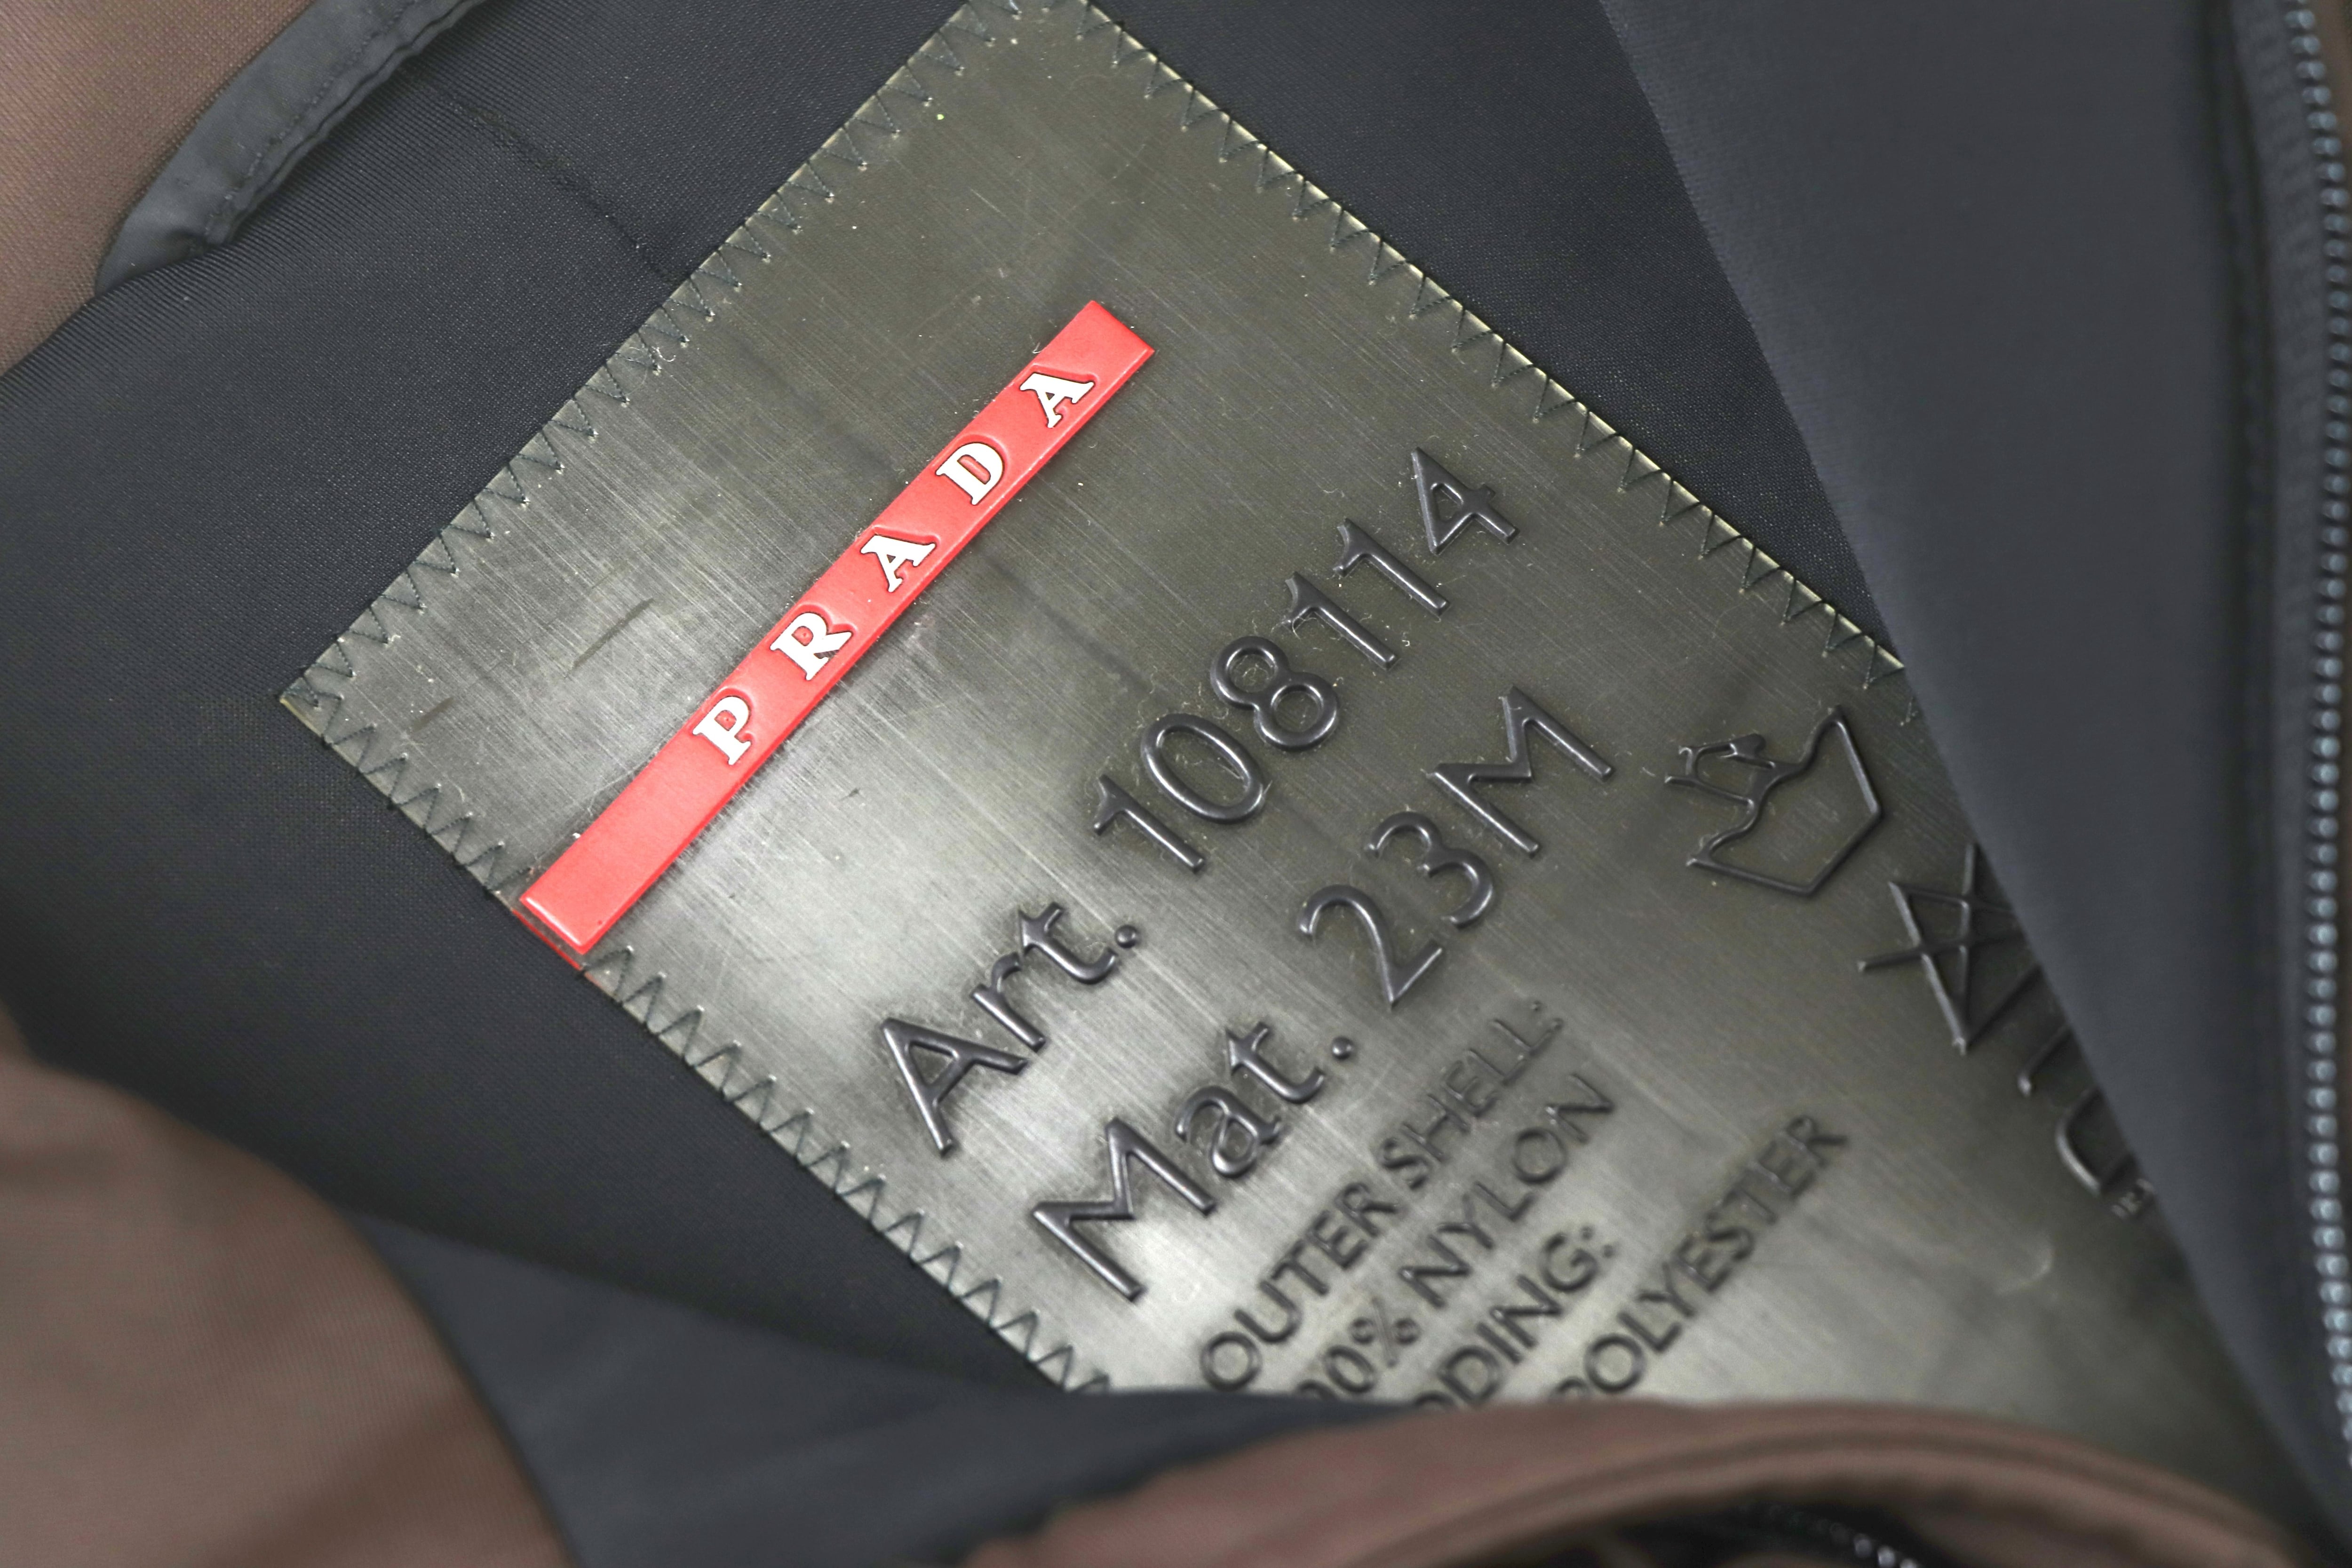 PRADA
Art. 108114
Mat. 23M
OUTER SHELL:
NYLON
POLYESTER